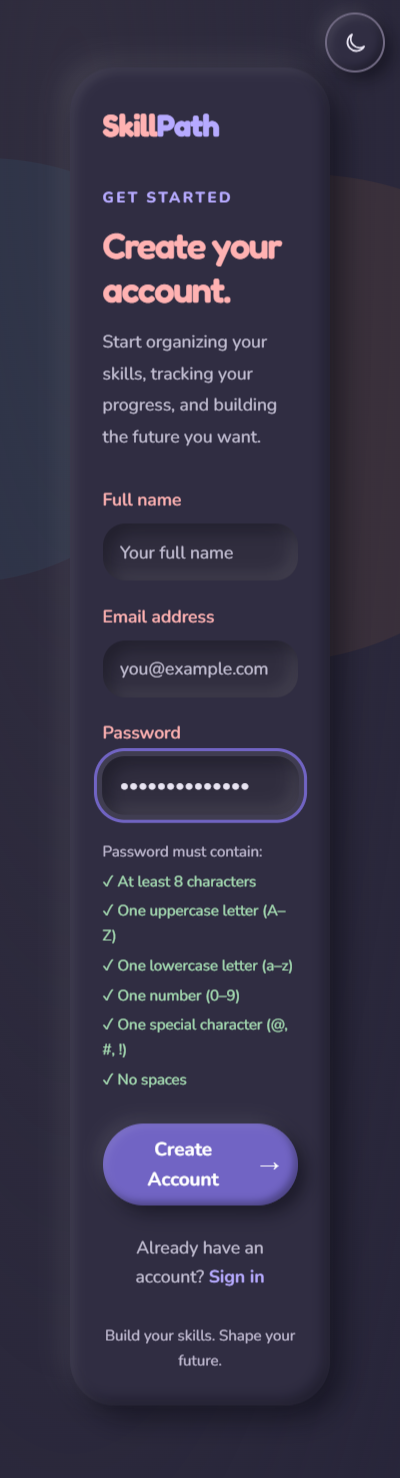 SkillPath
GET STARTED
Create your
account.
Start organizing your
skills, tracking your
progress, and building
the future you want.
Full name
Your full name
Email address
you@example.com
Password
••••••••••••••
Password must contain:
✓ At least 8 characters
✓ One uppercase letter (A–
Z)
✓ One lowercase letter (a–z)
✓ One number (0–9)
✓ One special character (@,
#, !)
✓ No spaces
Create
Account →
Already have an
account? Sign in
Build your skills. Shape your
future.